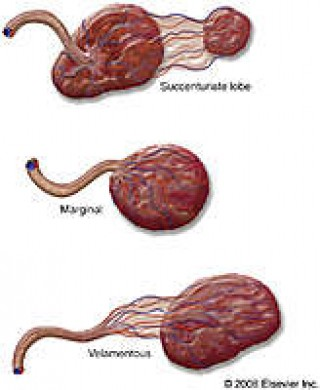 Succenturiate lobe
Marginal
Velamentous
© 2008 Elsevier Inc.